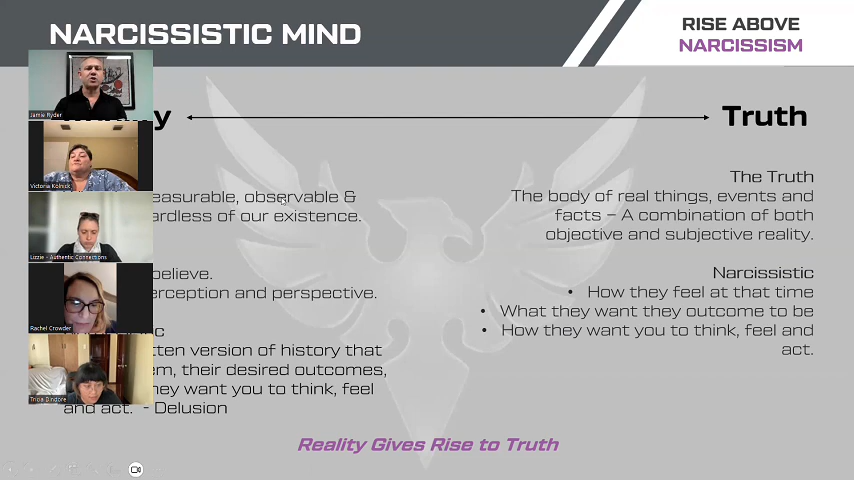 NARCISSISTIC MIND
RISE ABOVE
NARCISSISM
y
Truth
easurable, observable &
ardless of our existence.
believe.
erception and perspective.
ic
tten version of history that
em, their desired outcomes,
hey want you to think, feel
and act. - Delusion
The Truth
The body of real things, events and
facts – A combination of both
objective and subjective reality.
Narcissistic
• How they feel at that time
• What they want they outcome to be
• How they want you to think, feel and
act.
Reality Gives Rise to Truth
Jamie Ryder
Victoria Kolnick
Lizzie - Authentic Connections
Rachel Crowder
Tricia Dindore